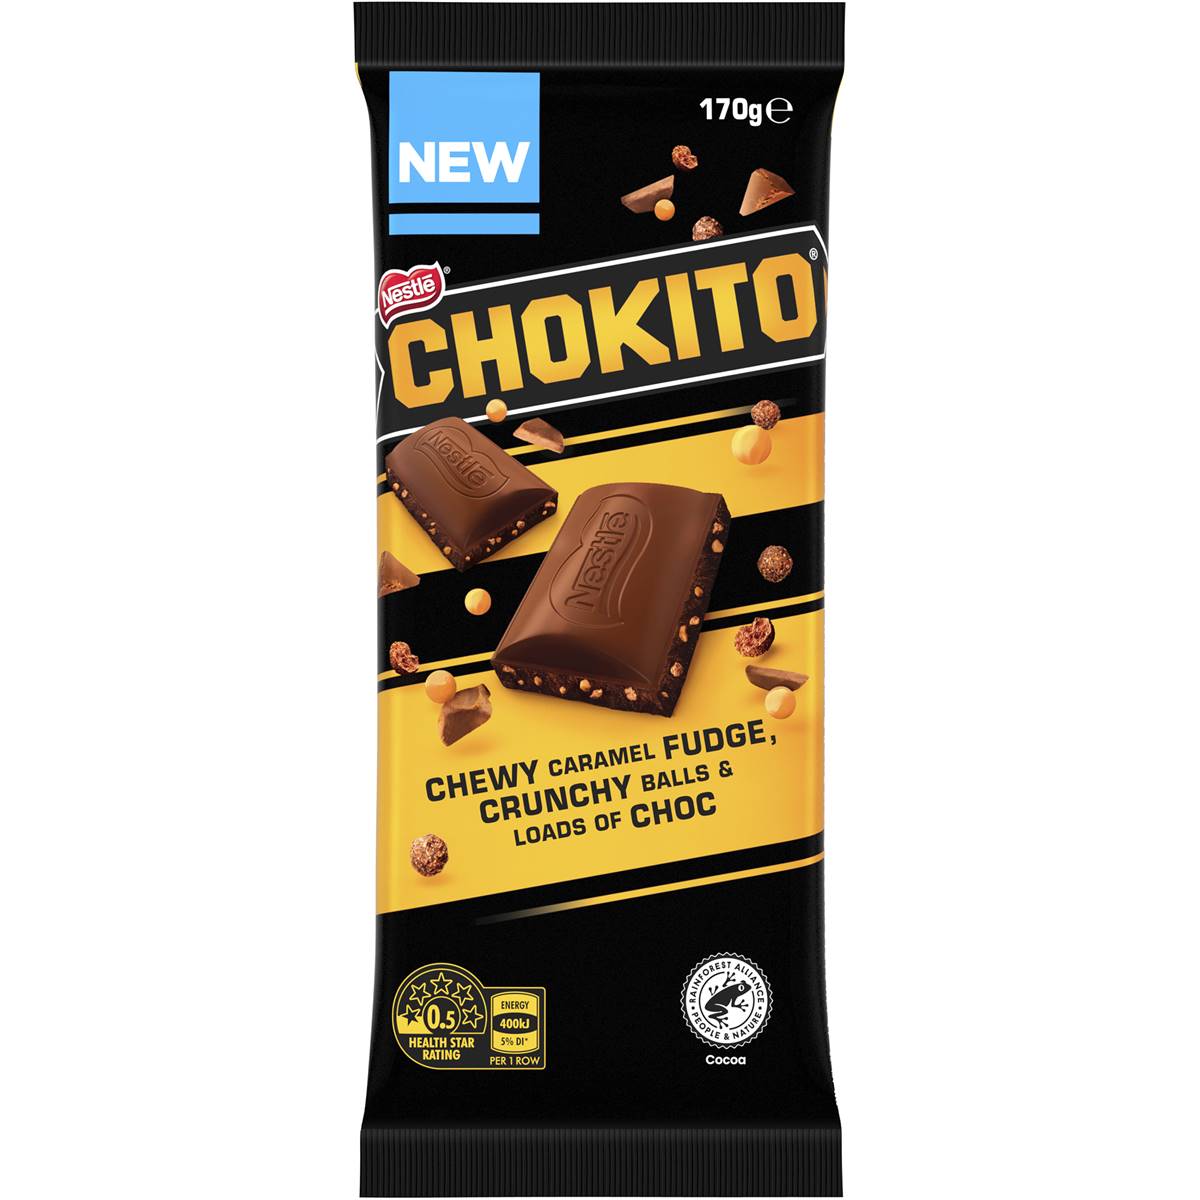 NEW
170g℮
Nestlé®
CHOKITO®
Nestlé
Nestlé
CHEWY CARAMEL FUDGE,
CRUNCHY BALLS &
LOADS OF CHOC
0.5
HEALTH STAR
RATING
ENERGY
400kJ
5% DI*
PER 1 ROW
RAINFOREST ALLIANCE
• PEOPLE & NATURE •
Cocoa